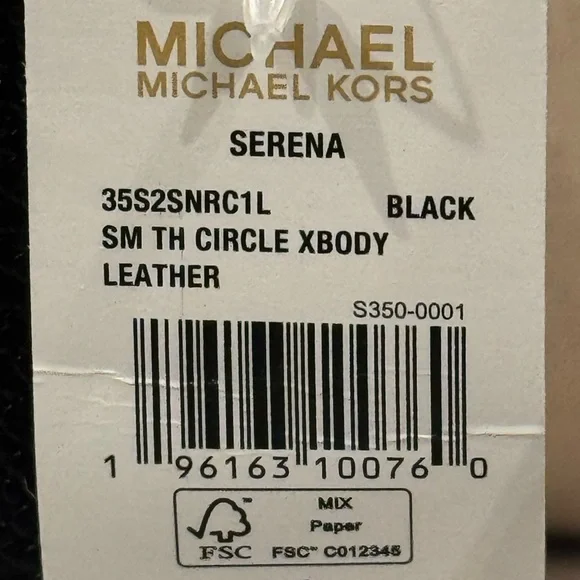 MICHAEL
MICHAEL KORS
SERENA
35S2SNRC1L BLACK
SM TH CIRCLE XBODY
LEATHER
S350-0001
1 96163 10076 0
MIX
Paper
FSC FSC™ C012345